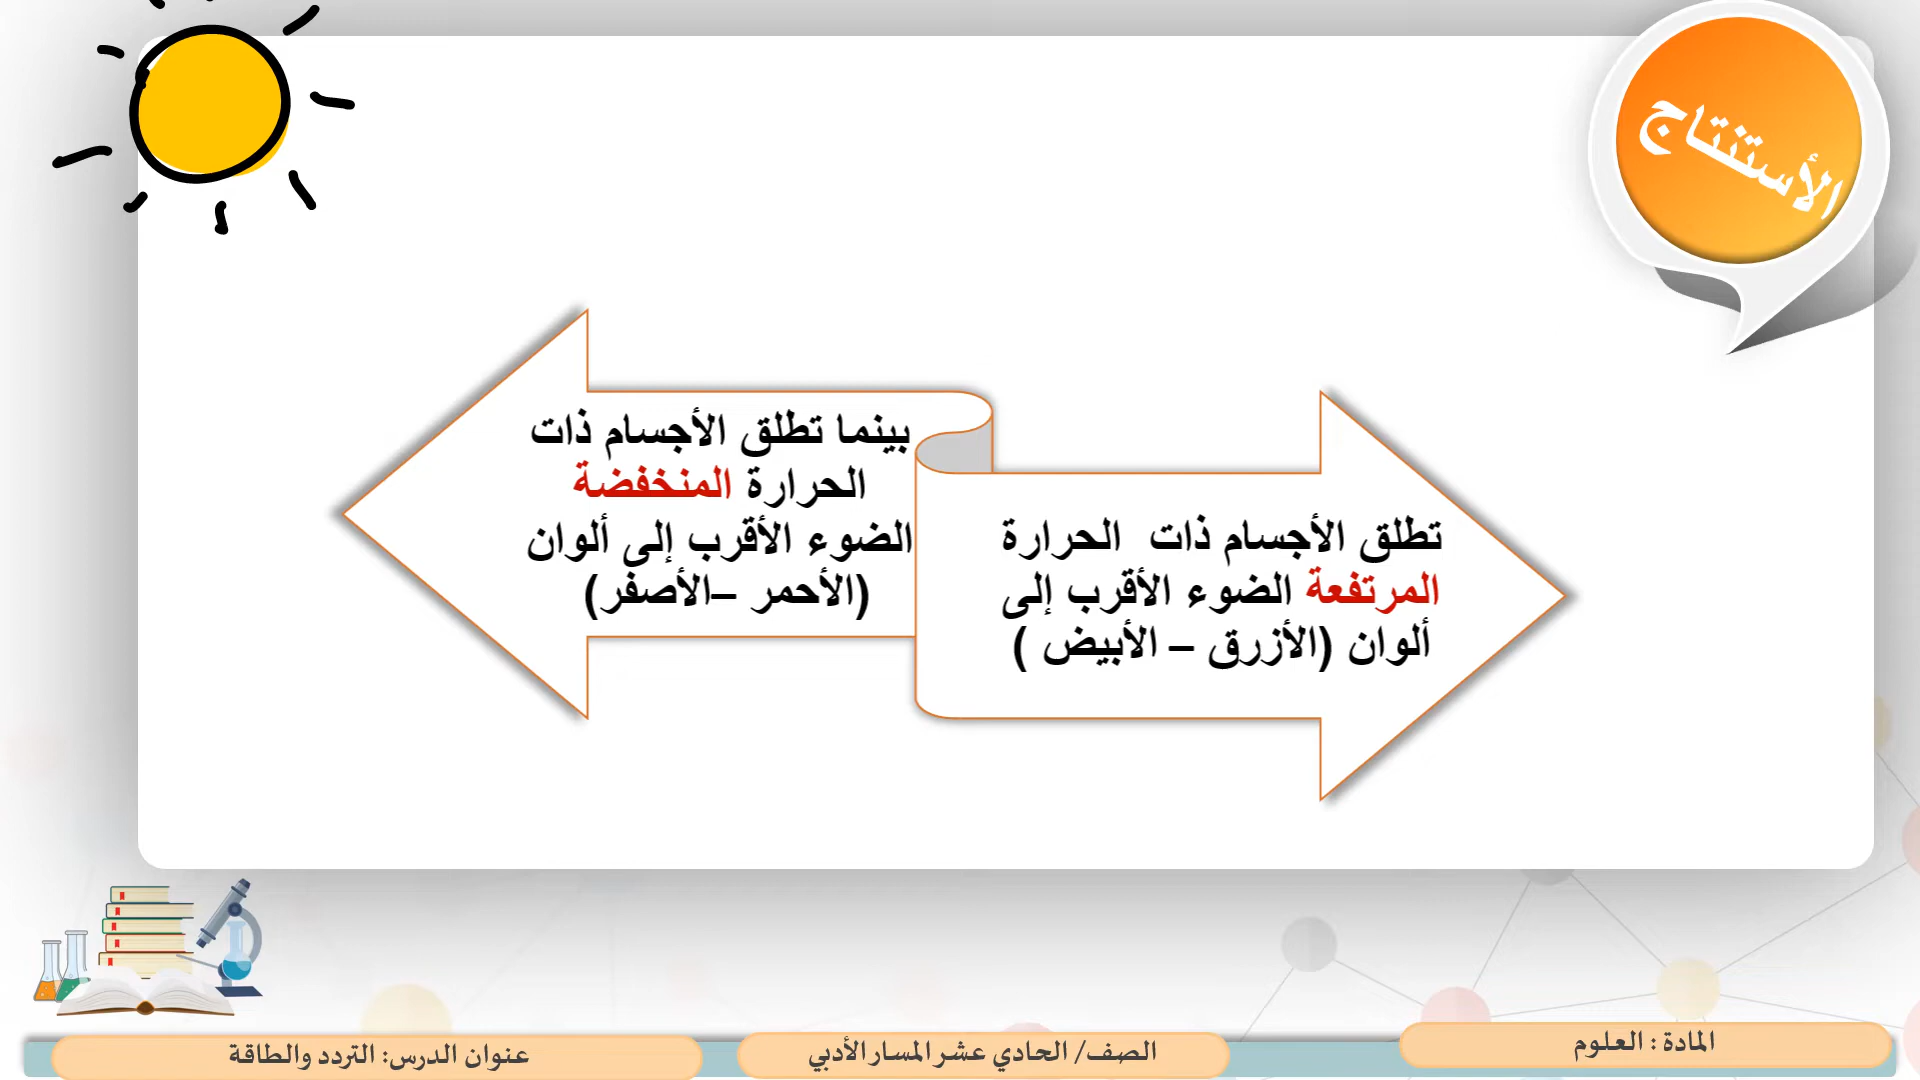 الأستنتاج
تطلق الأجسام ذات الحرارة
المرتفعة الضوء الأقرب إلى
ألوان (الأزرق – الأبيض )
بينما تطلق الأجسام ذات
الحرارة المنخفضة
الضوء الأقرب إلى ألوان
(الأحمر –الأصفر)
المادة : العلوم
الصف/ الحادي عشر المسار الأدبي
عنوان الدرس: التردد والطاقة